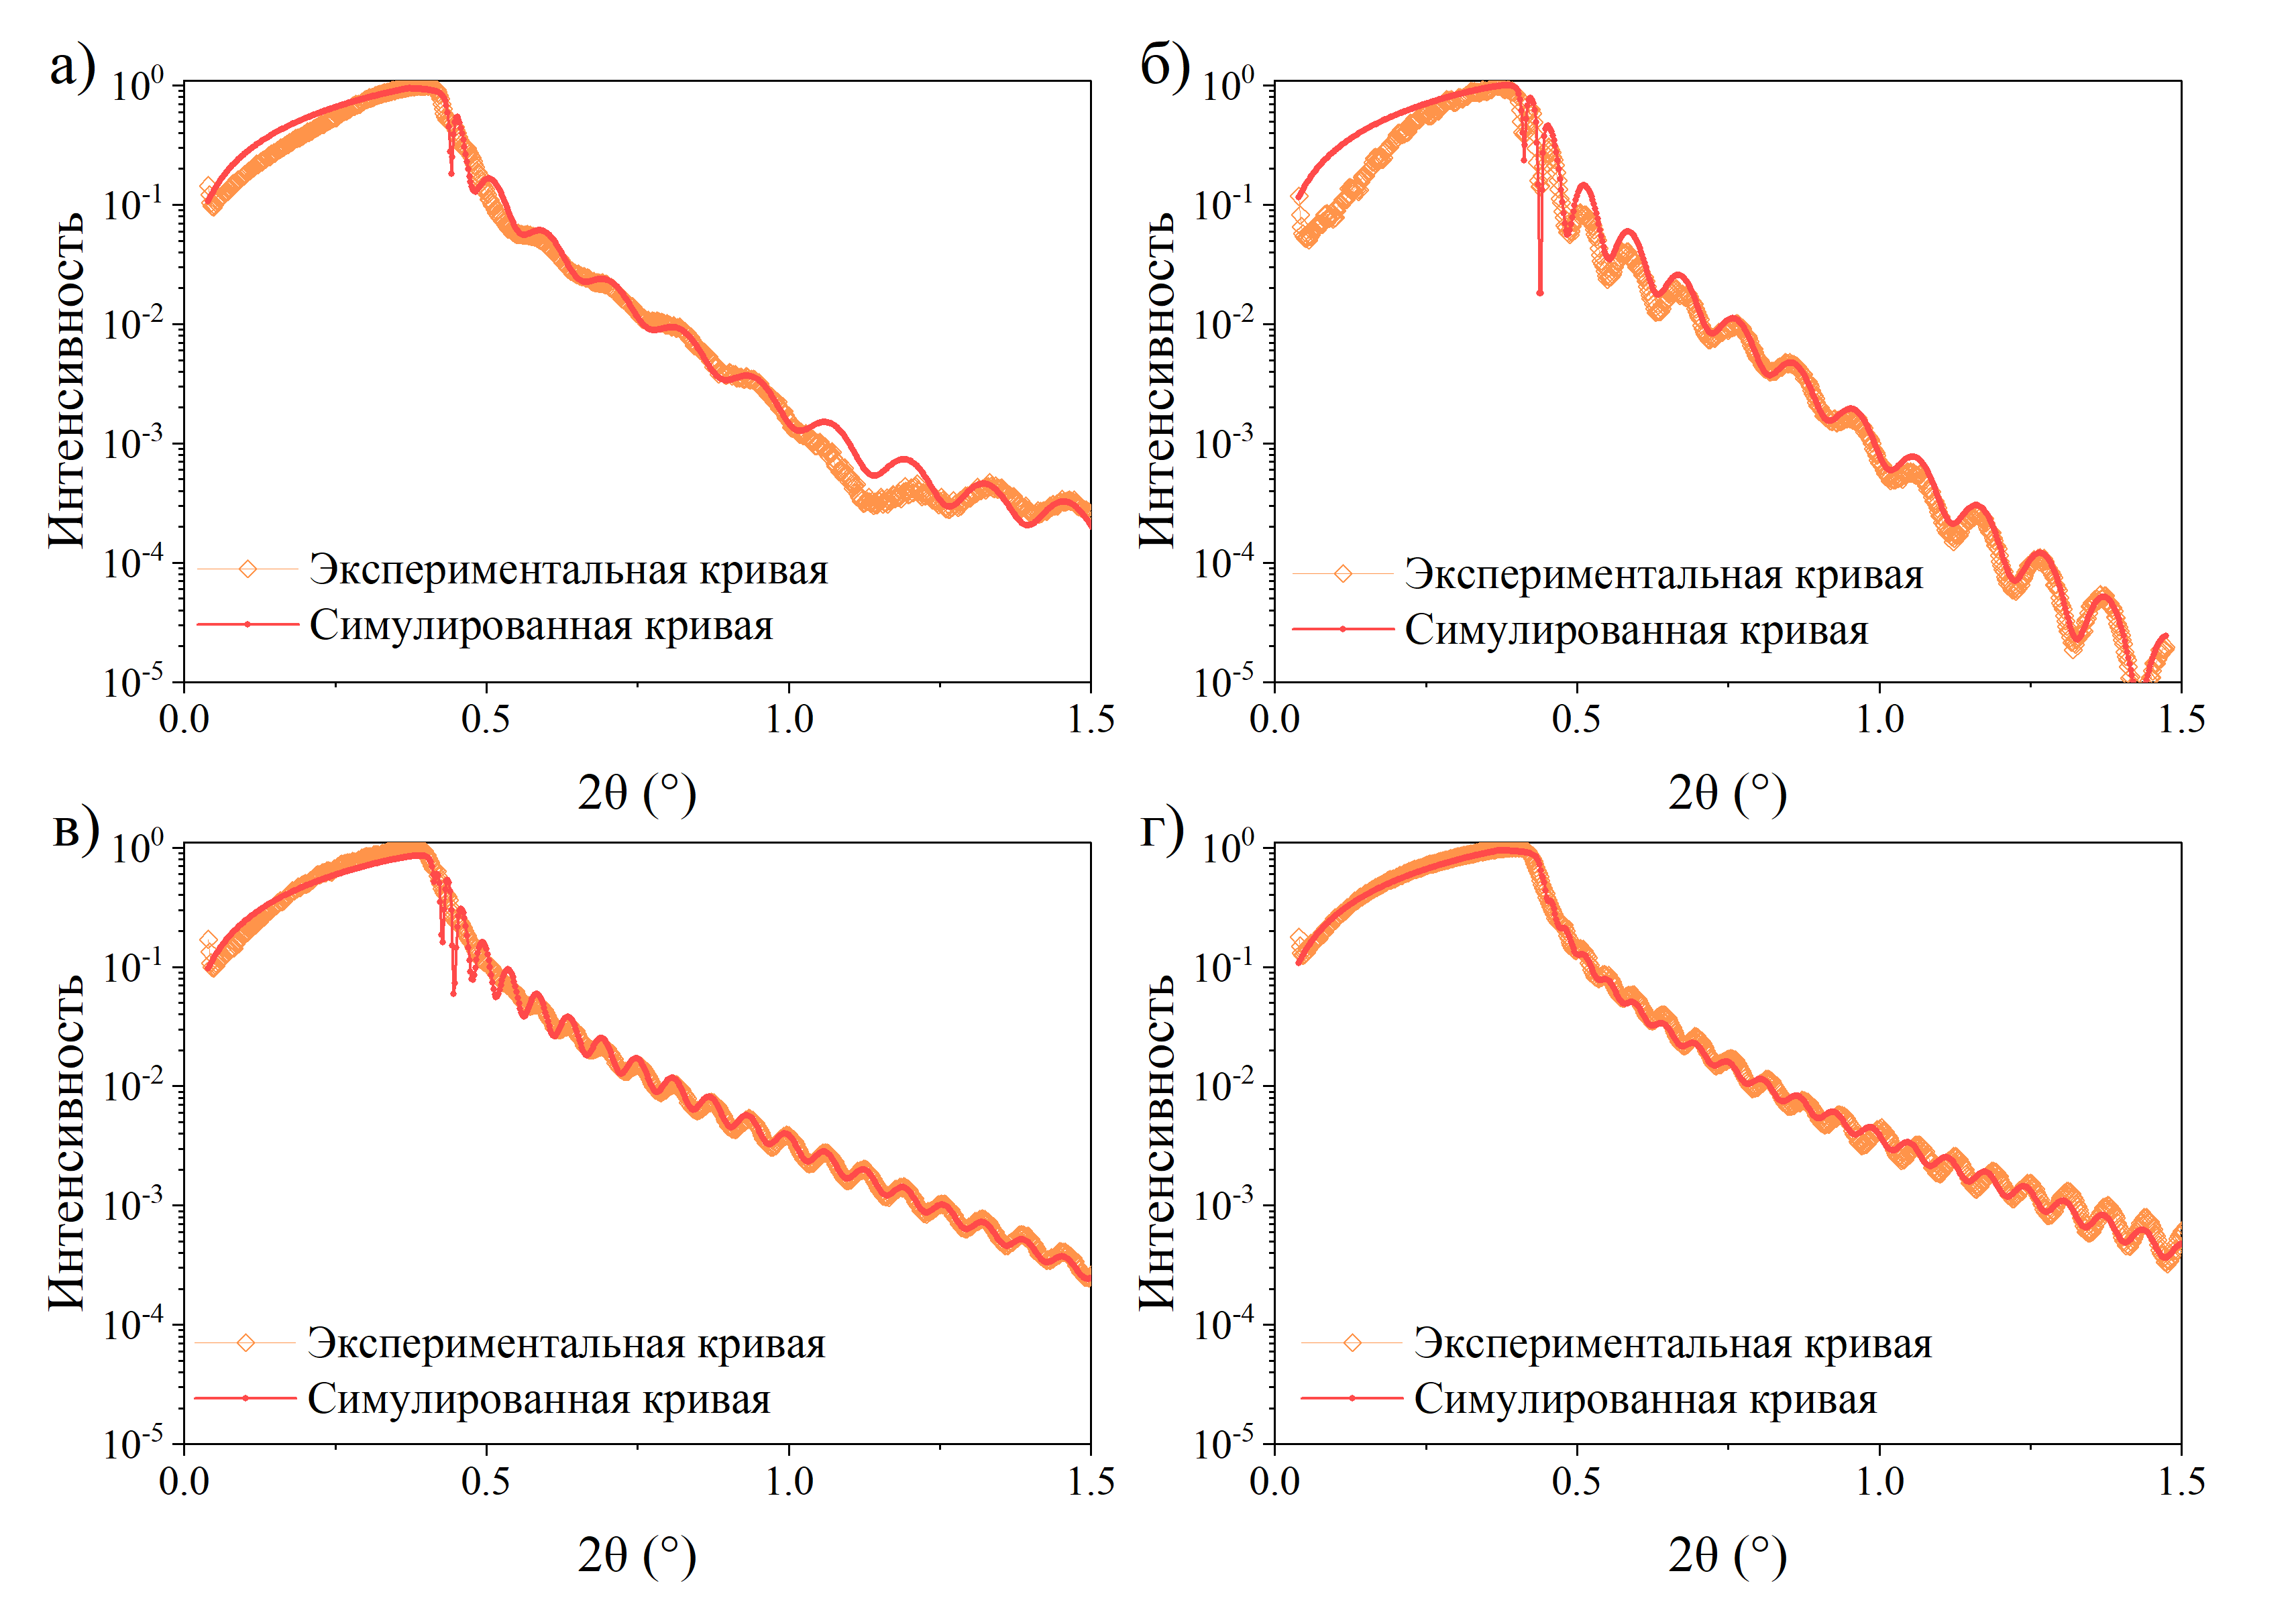 а)
Интенсивность
10^0
10^-1
10^-2
10^-3
10^-4
10^-5
Экспериментальная кривая
Симулированная кривая
0.0 0.5 1.0 1.5
2θ (°)
б)
Интенсивность
10^0
10^-1
10^-2
10^-3
10^-4
10^-5
Экспериментальная кривая
Симулированная кривая
0.0 0.5 1.0 1.5
2θ (°)
в)
Интенсивность
10^0
10^-1
10^-2
10^-3
10^-4
10^-5
Экспериментальная кривая
Симулированная кривая
0.0 0.5 1.0 1.5
2θ (°)
г)
Интенсивность
10^0
10^-1
10^-2
10^-3
10^-4
10^-5
Экспериментальная кривая
Симулированная кривая
0.0 0.5 1.0 1.5
2θ (°)